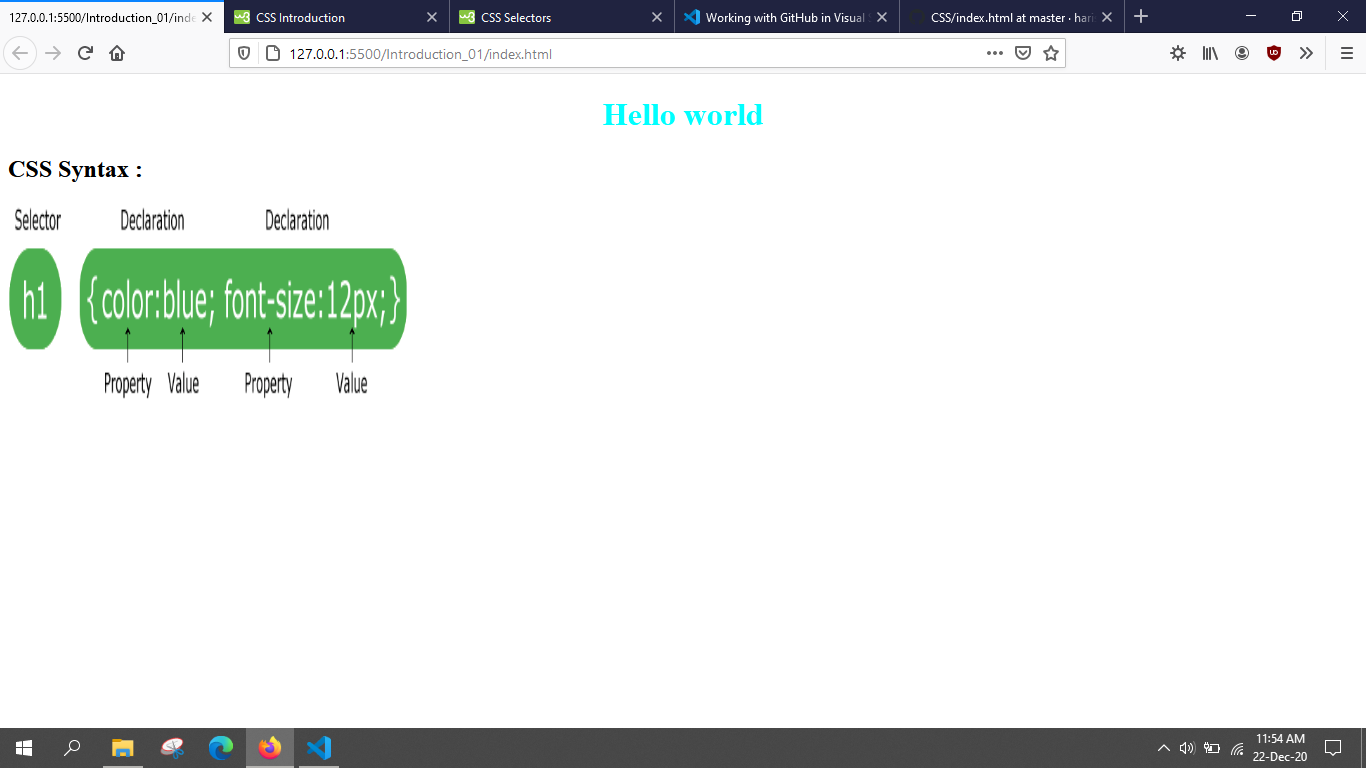 127.0.0.1:5500/Introduction_01/inde
CSS Introduction
CSS Selectors
Working with GitHub in Visual
CSS/index.html at master · hari
127.0.0.1:5500/Introduction_01/index.html
Hello world
CSS Syntax :
Selector Declaration Declaration
h1 {color:blue; font-size:12px;}
Property Value Property Value
11:54 AM
22-Dec-20